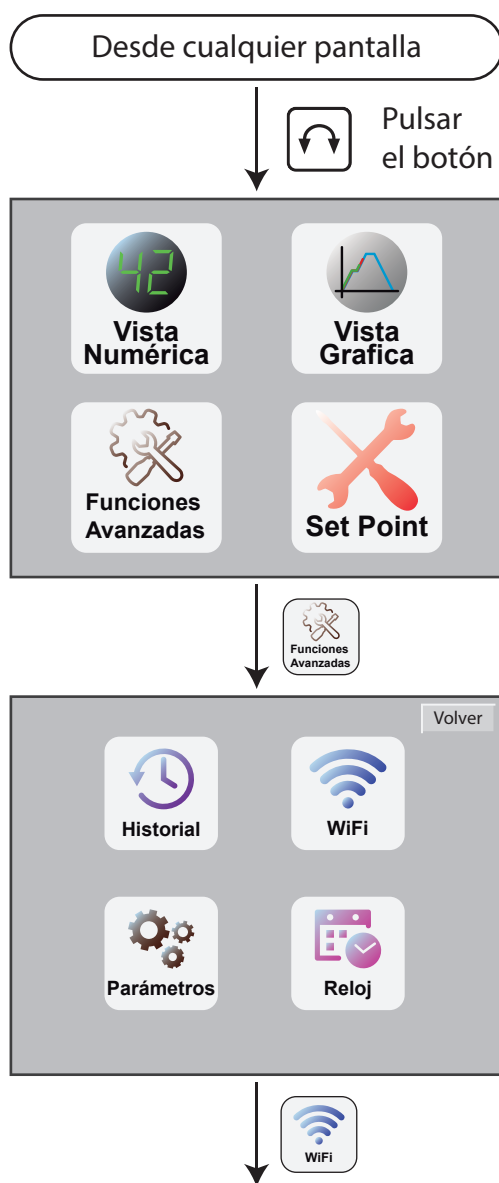 Desde cualquier pantalla
Pulsar
el botón
42
Vista
Numérica
Vista
Grafica
Funciones
Avanzadas
Set Point
Funciones
Avanzadas
Volver
Historial
WiFi
Parámetros
Reloj
WiFi